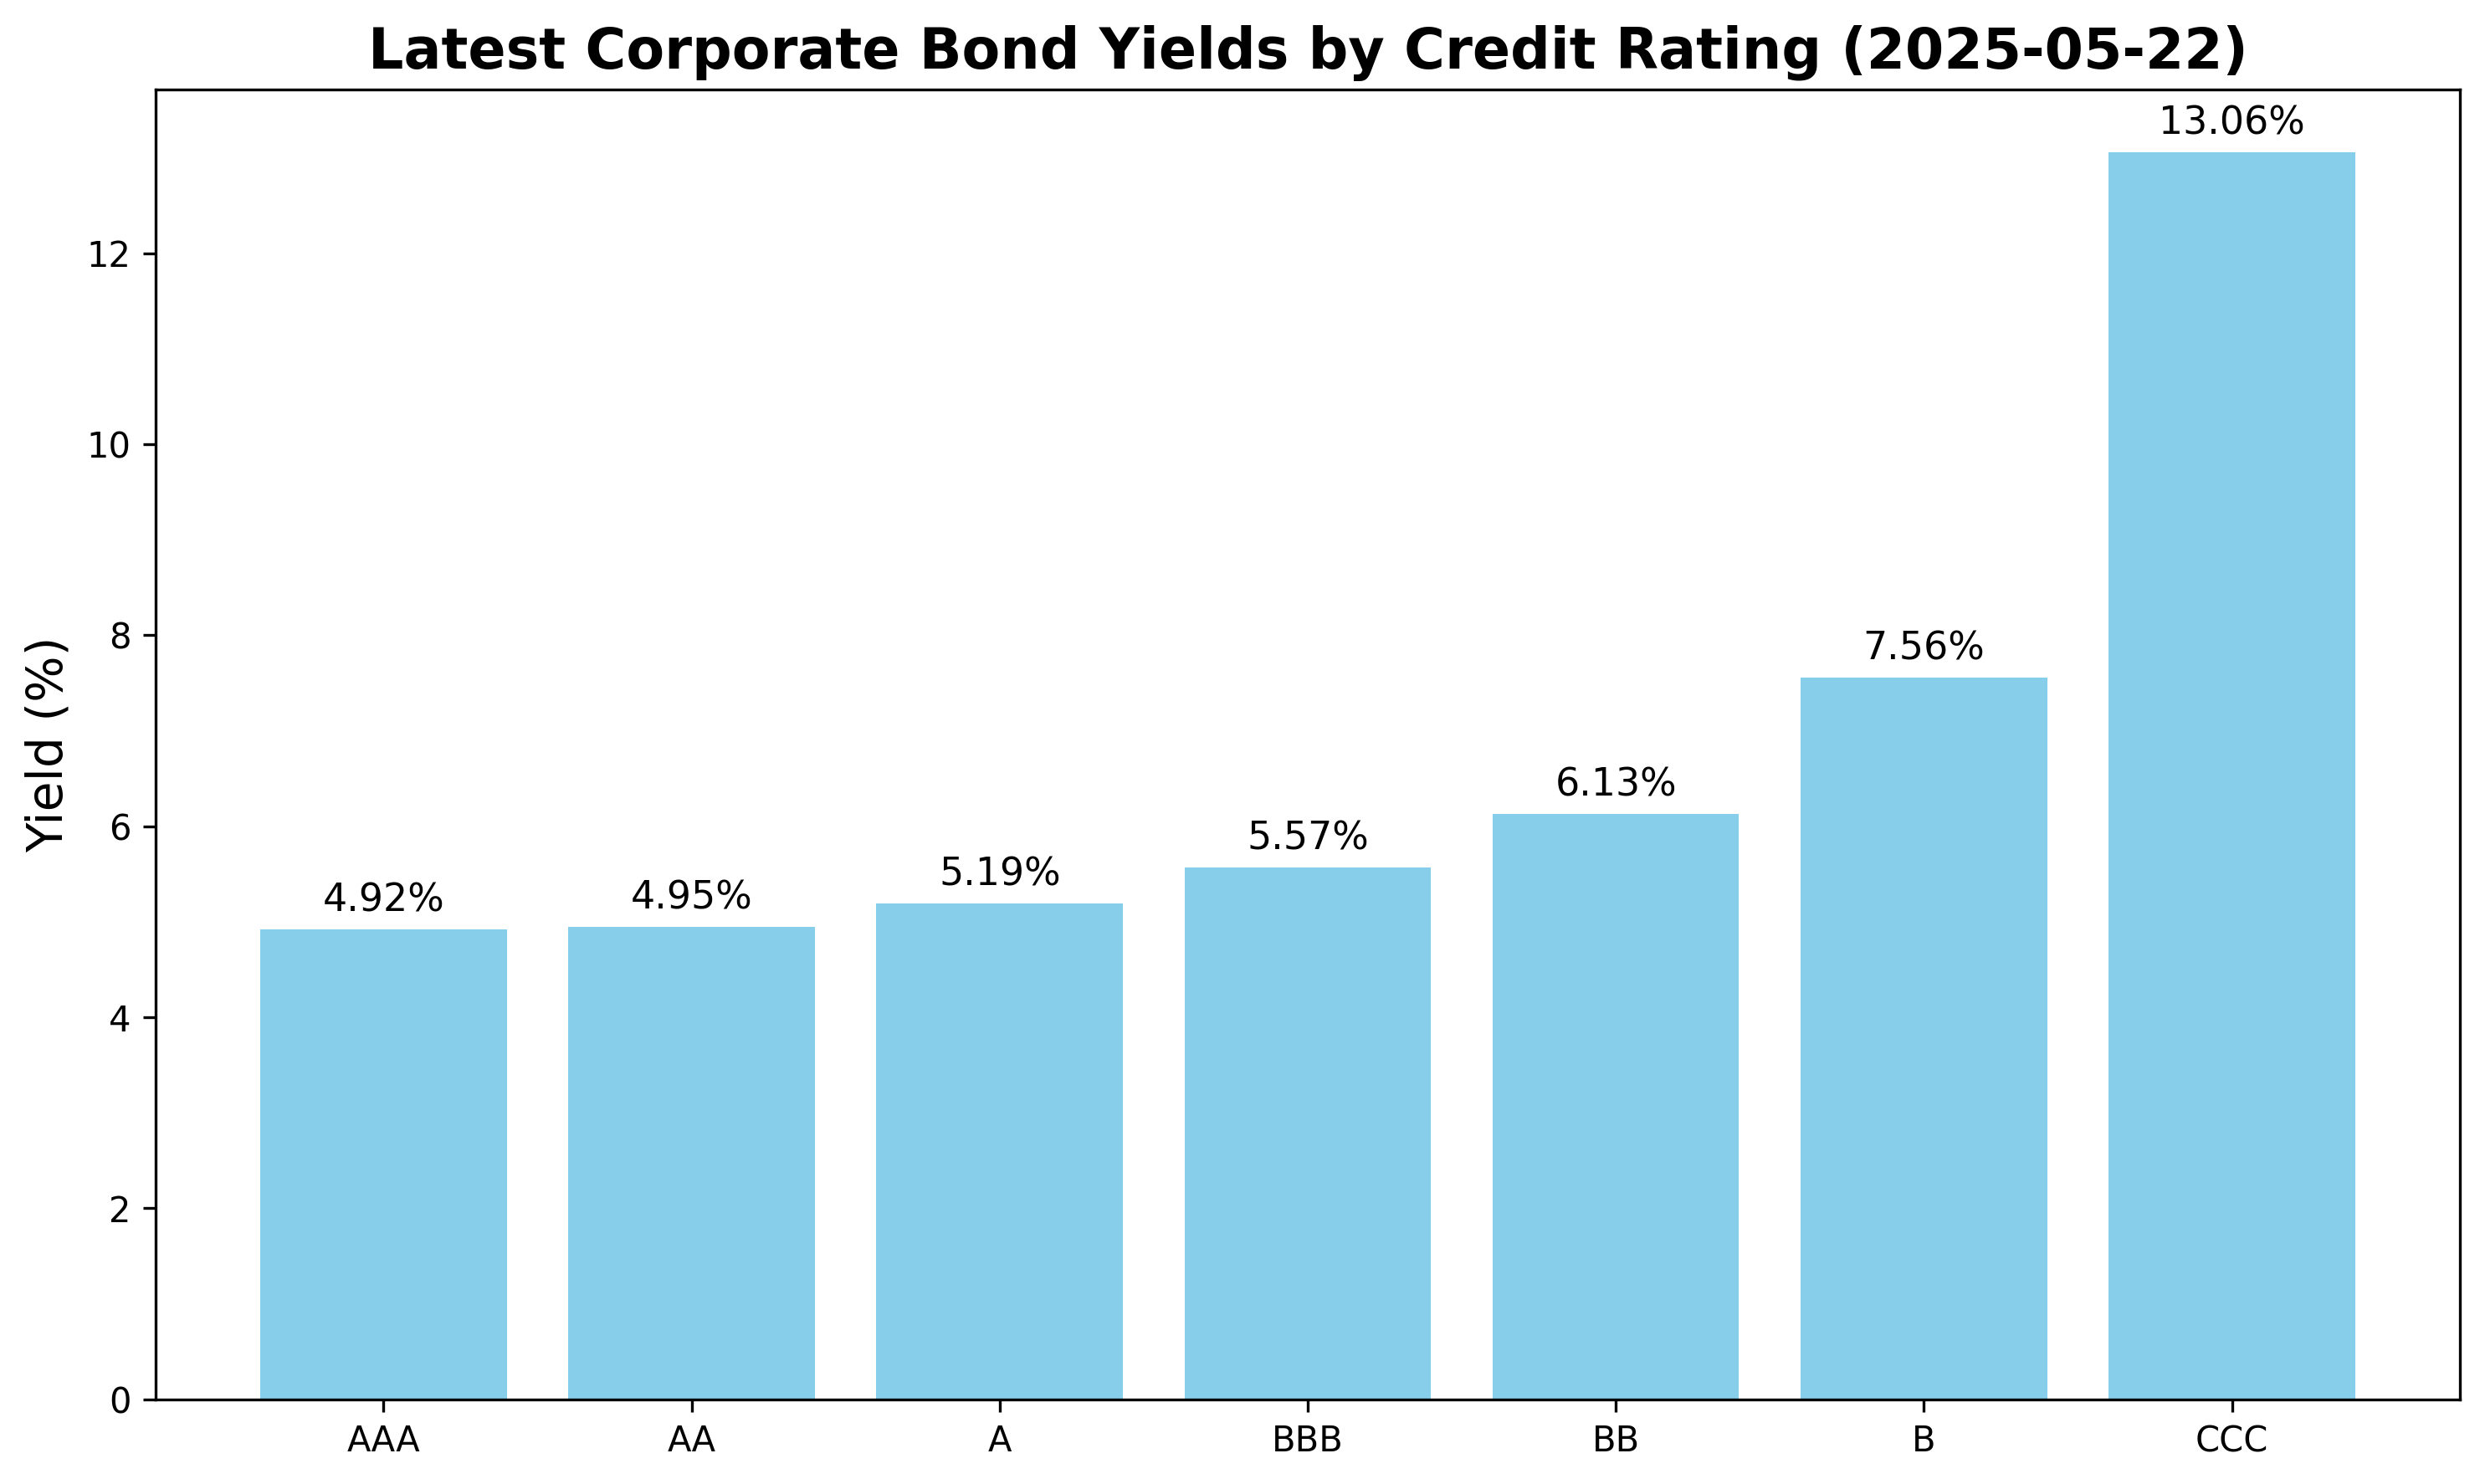 Latest Corporate Bond Yields by Credit Rating (2025-05-22)
Yield (%)
12
10
8
6
4
2
0
4.92%
4.95%
5.19%
5.57%
6.13%
7.56%
13.06%
AAA
AA
A
BBB
BB
B
CCC